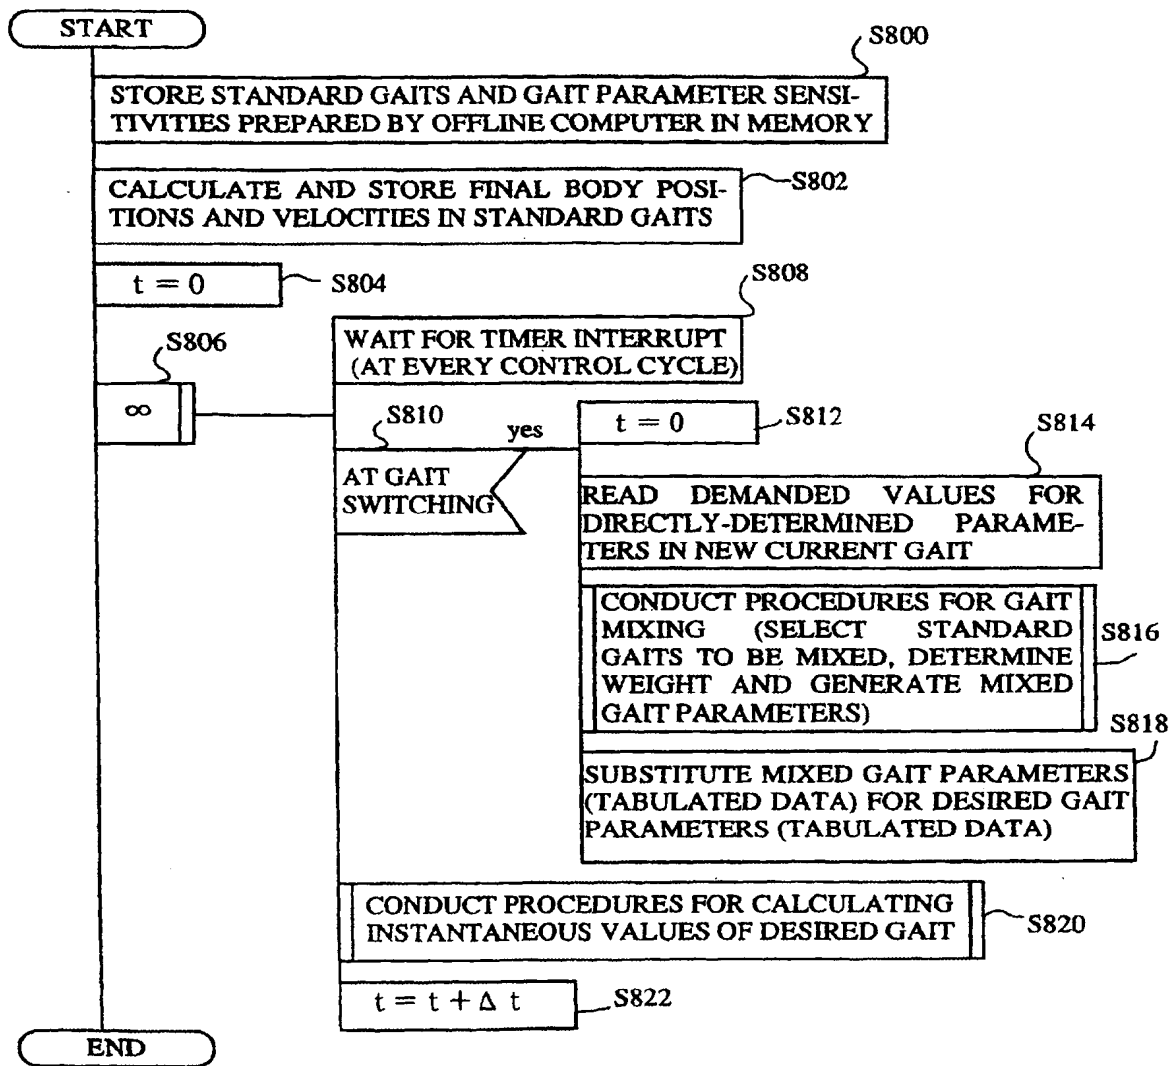 START
S800
STORE STANDARD GAITS AND GAIT PARAMETER SENSI-
TIVITIES PREPARED BY OFFLINE COMPUTER IN MEMORY
S802
CALCULATE AND STORE FINAL BODY POSI-
TIONS AND VELOCITIES IN STANDARD GAITS
t = 0
S804
S806
∞
S808
WAIT FOR TIMER INTERRUPT
(AT EVERY CONTROL CYCLE)
S810
yes
AT GAIT
SWITCHING
t = 0
S812
S814
READ DEMANDED VALUES FOR
DIRECTLY-DETERMINED PARAME-
TERS IN NEW CURRENT GAIT
CONDUCT PROCEDURES FOR GAIT
MIXING (SELECT STANDARD
GAITS TO BE MIXED, DETERMINE
WEIGHT AND GENERATE MIXED
GAIT PARAMETERS)
S816
S818
SUBSTITUTE MIXED GAIT PARAMETERS
(TABULATED DATA) FOR DESIRED GAIT
PARAMETERS (TABULATED DATA)
CONDUCT PROCEDURES FOR CALCULATING
INSTANTANEOUS VALUES OF DESIRED GAIT
S820
t = t + Δ t
S822
END